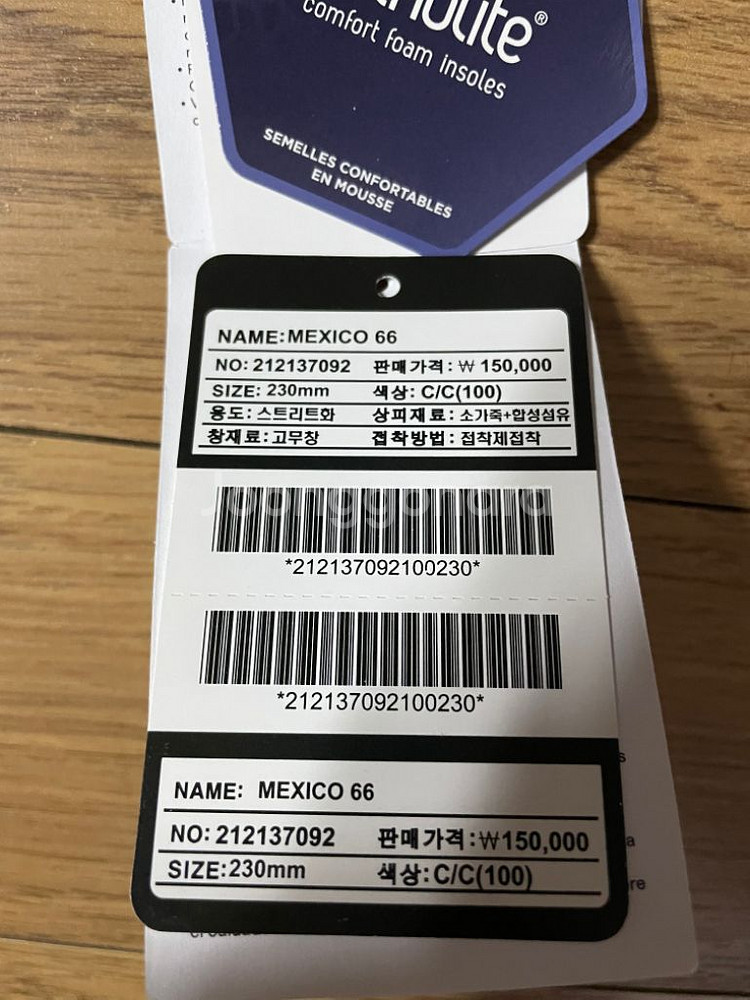 comfort foam insoles
SEMELLES CONFORTABLES
EN MOUSSE
NAME:MEXICO 66
NO: 212137092 판매가격: ₩ 150,000
SIZE: 230mm 색상: C/C(100)
용도: 스트리트화 상피재료: 소가죽+합성섬유
창재료: 고무창 접착방법: 접착제접착
Joonggonara
*212137092100230*
*212137092100230*
NAME: MEXICO 66
NO: 212137092 판매가격:₩150,000
SIZE:230mm 색상:C/C(100)